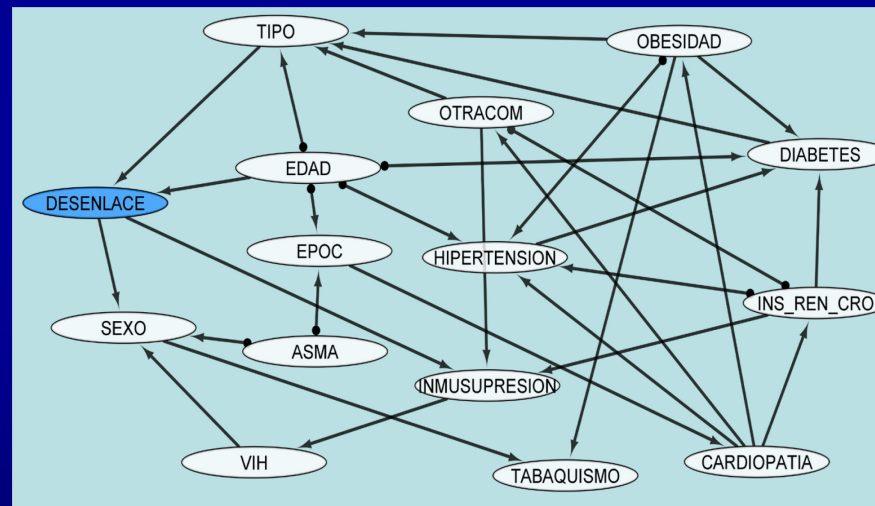 TIPO
OBESIDAD
OTRACOM
DIABETES
EDAD
DESENLACE
EPOC
HIPERTENSION
INS_REN_CRO
SEXO
ASMA
INMUSUPRESION
VIH
TABAQUISMO
CARDIOPATIA